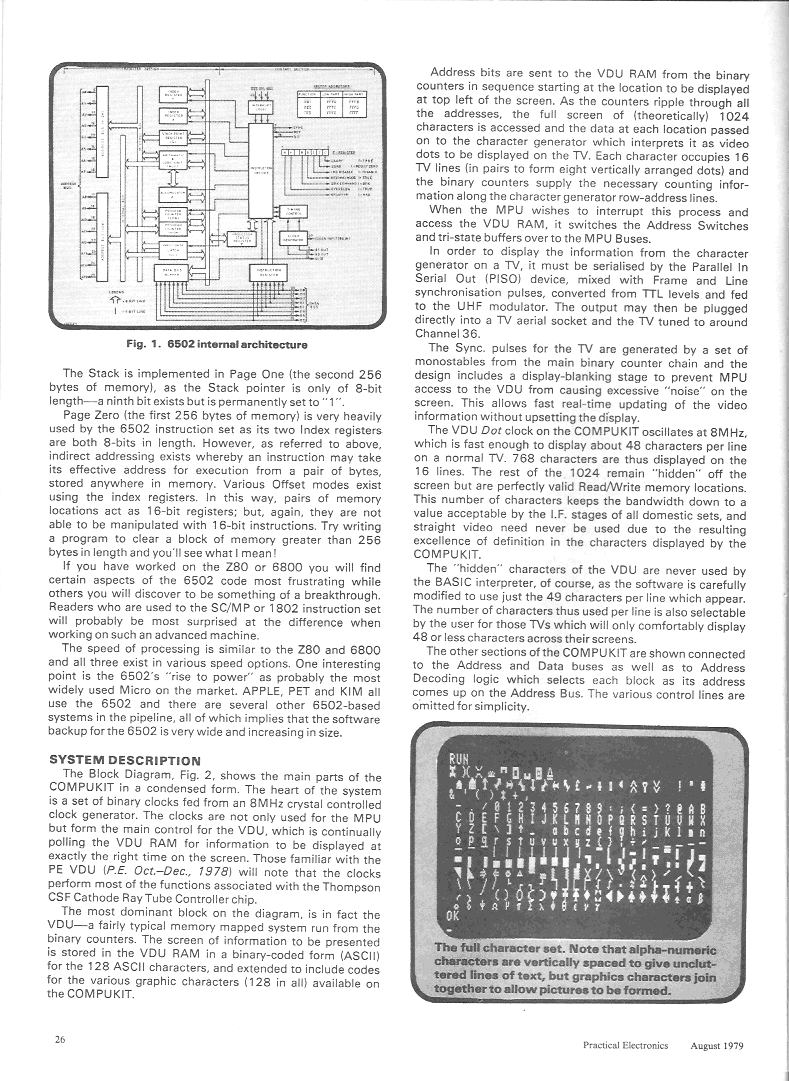 Fig. 1. 6502 internal architecture
The Stack is implemented in Page One (the second 256
bytes of memory), as the Stack pointer is only of 8-bit
length—a ninth bit exists but is permanently set to "1".
Page Zero (the first 256 bytes of memory) is very heavily
used by the 6502 instruction set as its two Index registers
are both 8-bits in length. However, as referred to above,
indirect addressing exists whereby an instruction may take
its effective address for execution from a pair of bytes,
stored anywhere in memory. Various Offset modes exist
using the index registers. In this way, pairs of memory
locations act as 16-bit registers; but, again, they are not
able to be manipulated with 16-bit instructions. Try writing
a program to clear a block of memory greater than 256
bytes in length and you'll see what I mean!
If you have worked on the Z80 or 6800 you will find
certain aspects of the 6502 code most frustrating while
others you will discover to be something of a breakthrough.
Readers who are used to the SC/MP or 1802 instruction set
will probably be most surprised at the difference when
working on such an advanced machine.
The speed of processing is similar to the Z80 and 6800
and all three exist in various speed options. One interesting
point is the 6502's "rise to power" as probably the most
widely used Micro on the market. APPLE, PET and KIM all
use the 6502 and there are several other 6502-based
systems in the pipeline, all of which implies that the software
backup for the 6502 is very wide and increasing in size.
SYSTEM DESCRIPTION
The Block Diagram, Fig. 2, shows the main parts of the
COMPUKIT in a condensed form. The heart of the system
is a set of binary clocks fed from an 8MHz crystal controlled
clock generator. The clocks are not only used for the MPU
but form the main control for the VDU, which is continually
polling the VDU RAM for information to be displayed at
exactly the right time on the screen. Those familiar with the
PE VDU (P.E. Oct.–Dec., 1978) will note that the clocks
perform most of the functions associated with the Thompson
CSF Cathode Ray Tube Controller chip.
The most dominant block on the diagram, is in fact the
VDU—a fairly typical memory mapped system run from the
binary counters. The screen of information to be presented
is stored in the VDU RAM in a binary-coded form (ASCII)
for the 128 ASCII characters, and extended to include codes
for the various graphic characters (128 in all) available on
the COMPUKIT.
Address bits are sent to the VDU RAM from the binary
counters in sequence starting at the location to be displayed
at top left of the screen. As the counters ripple through all
the addresses, the full screen of (theoretically) 1024
characters is accessed and the data at each location passed
on to the character generator which interprets it as video
dots to be displayed on the TV. Each character occupies 16
TV lines (in pairs to form eight vertically arranged dots) and
the binary counters supply the necessary counting infor-
mation along the character generator row-address lines.
When the MPU wishes to interrupt this process and
access the VDU RAM, it switches the Address Switches
and tri-state buffers over to the MPU Buses.
In order to display the information from the character
generator on a TV, it must be serialised by the Parallel In
Serial Out (PISO) device, mixed with Frame and Line
synchronisation pulses, converted from TTL levels and fed
to the UHF modulator. The output may then be plugged
directly into a TV aerial socket and the TV tuned to around
Channel 36.
The Sync. pulses for the TV are generated by a set of
monostables from the main binary counter chain and the
design includes a display-blanking stage to prevent MPU
access to the VDU from causing excessive "noise" on the
screen. This allows fast real-time updating of the video
information without upsetting the display.
The VDU Dot clock on the COMPUKIT oscillates at 8MHz,
which is fast enough to display about 48 characters per line
on a normal TV. 768 characters are thus displayed on the
16 lines. The rest of the 1024 remain "hidden" off the
screen but are perfectly valid Read/Write memory locations.
This number of characters keeps the bandwidth down to a
value acceptable by the I.F. stages of all domestic sets, and
straight video need never be used due to the resulting
excellence of definition in the characters displayed by the
COMPUKIT.
The "hidden" characters of the VDU are never used by
the BASIC interpreter, of course, as the software is carefully
modified to use just the 49 characters per line which appear.
The number of characters thus used per line is also selectable
by the user for those TVs which will only comfortably display
48 or less characters across their screens.
The other sections of the COMPUKIT are shown connected
to the Address and Data buses as well as to Address
Decoding logic which selects each block as its address
comes up on the Address Bus. The various control lines are
omitted for simplicity.
RUN
/ 0 1 2 3 4 5 6 7 8 9 : ; < = > ? @ A B
C D E F G H I J K L M N O P Q R S T U V W X
Y Z [ \ ] a b c d e f g h i j k l m n
o p q r s t u v w x y z
OK
The full character set. Note that alpha-numeric
characters are vertically spaced to give unclut-
tered lines of text, but graphics characters join
together to allow pictures to be formed.
26
Practical Electronics August 1979